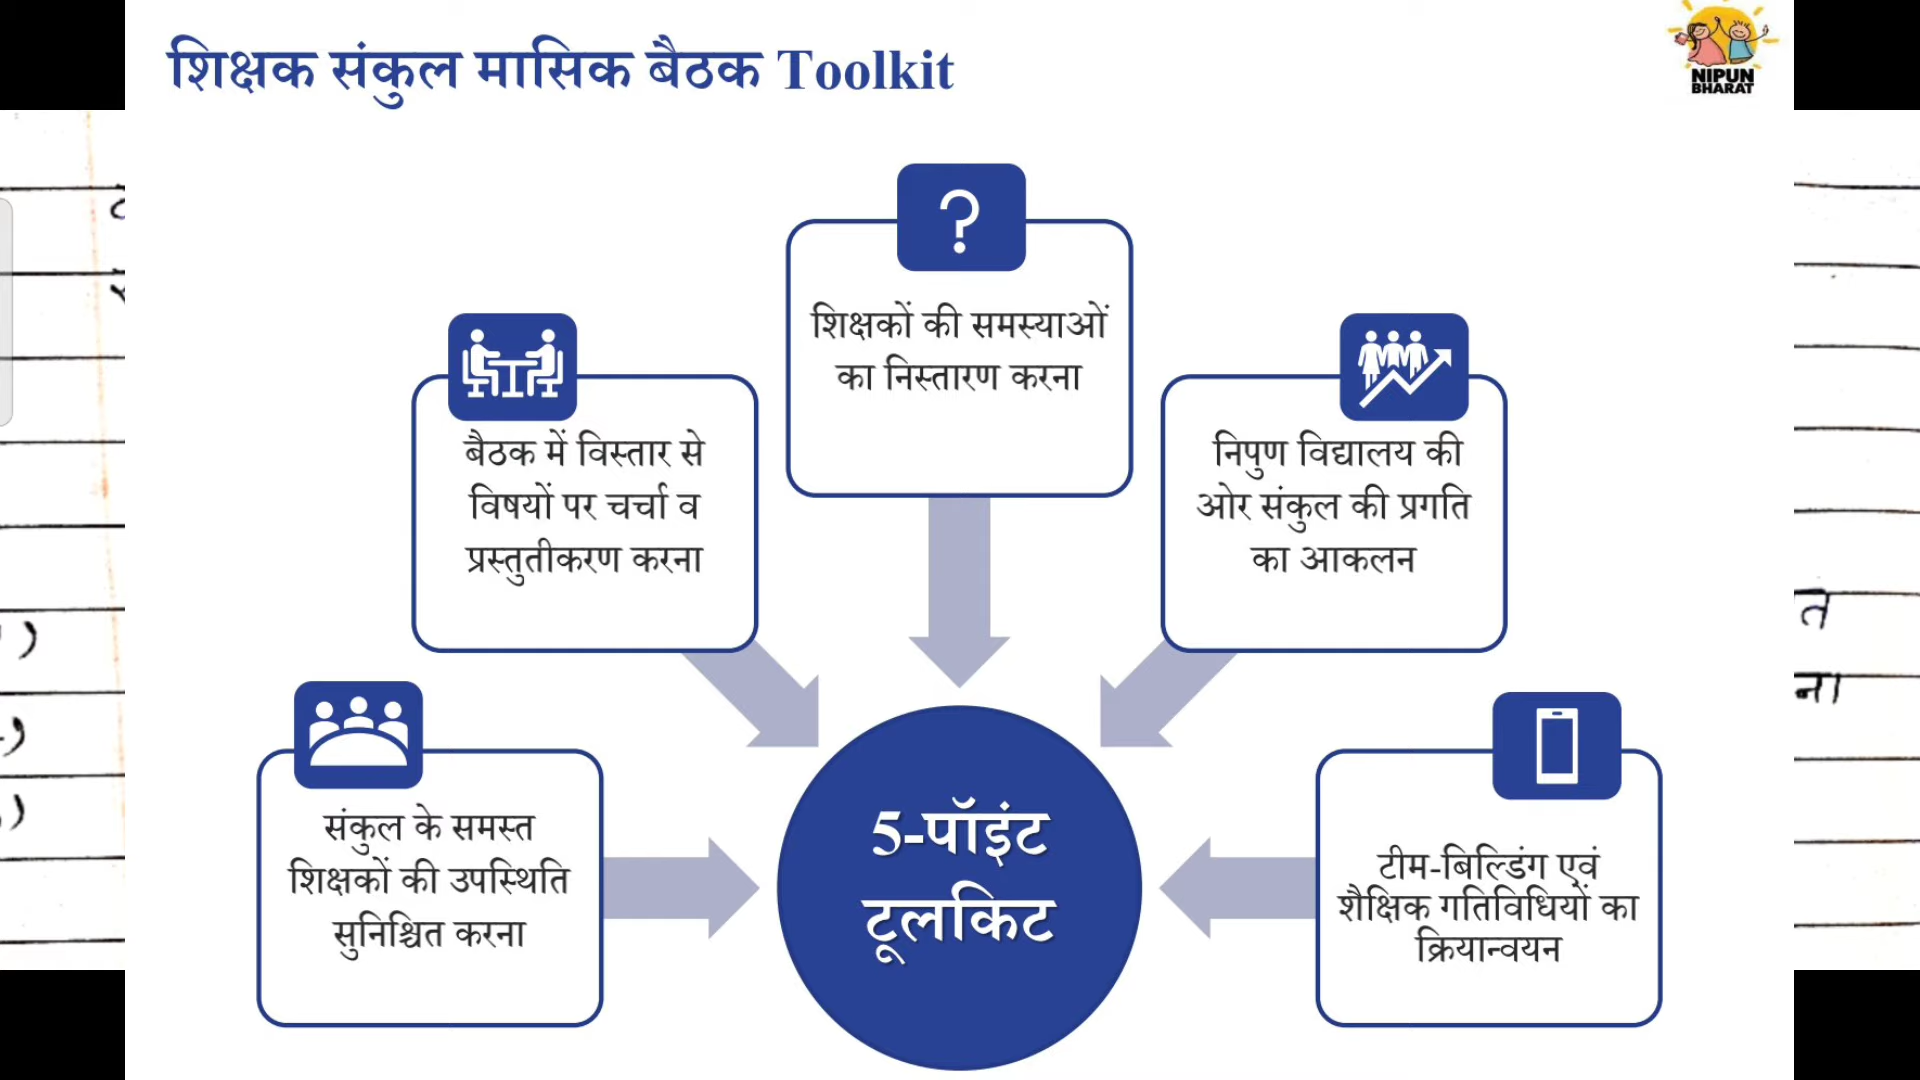 शिक्षक संकुल मासिक बैठक Toolkit
NIPUN
BHARAT
?
शिक्षकों की समस्याओं
का निस्तारण करना
बैठक में विस्तार से
विषयों पर चर्चा व
प्रस्तुतीकरण करना
निपुण विद्यालय की
ओर संकुल की प्रगति
का आकलन
संकुल के समस्त
शिक्षकों की उपस्थिति
सुनिश्चित करना
5-पॉइंट
टूलकिट
टीम-बिल्डिंग एवं
शैक्षिक गतिविधियों का
क्रियान्वयन
त
ना